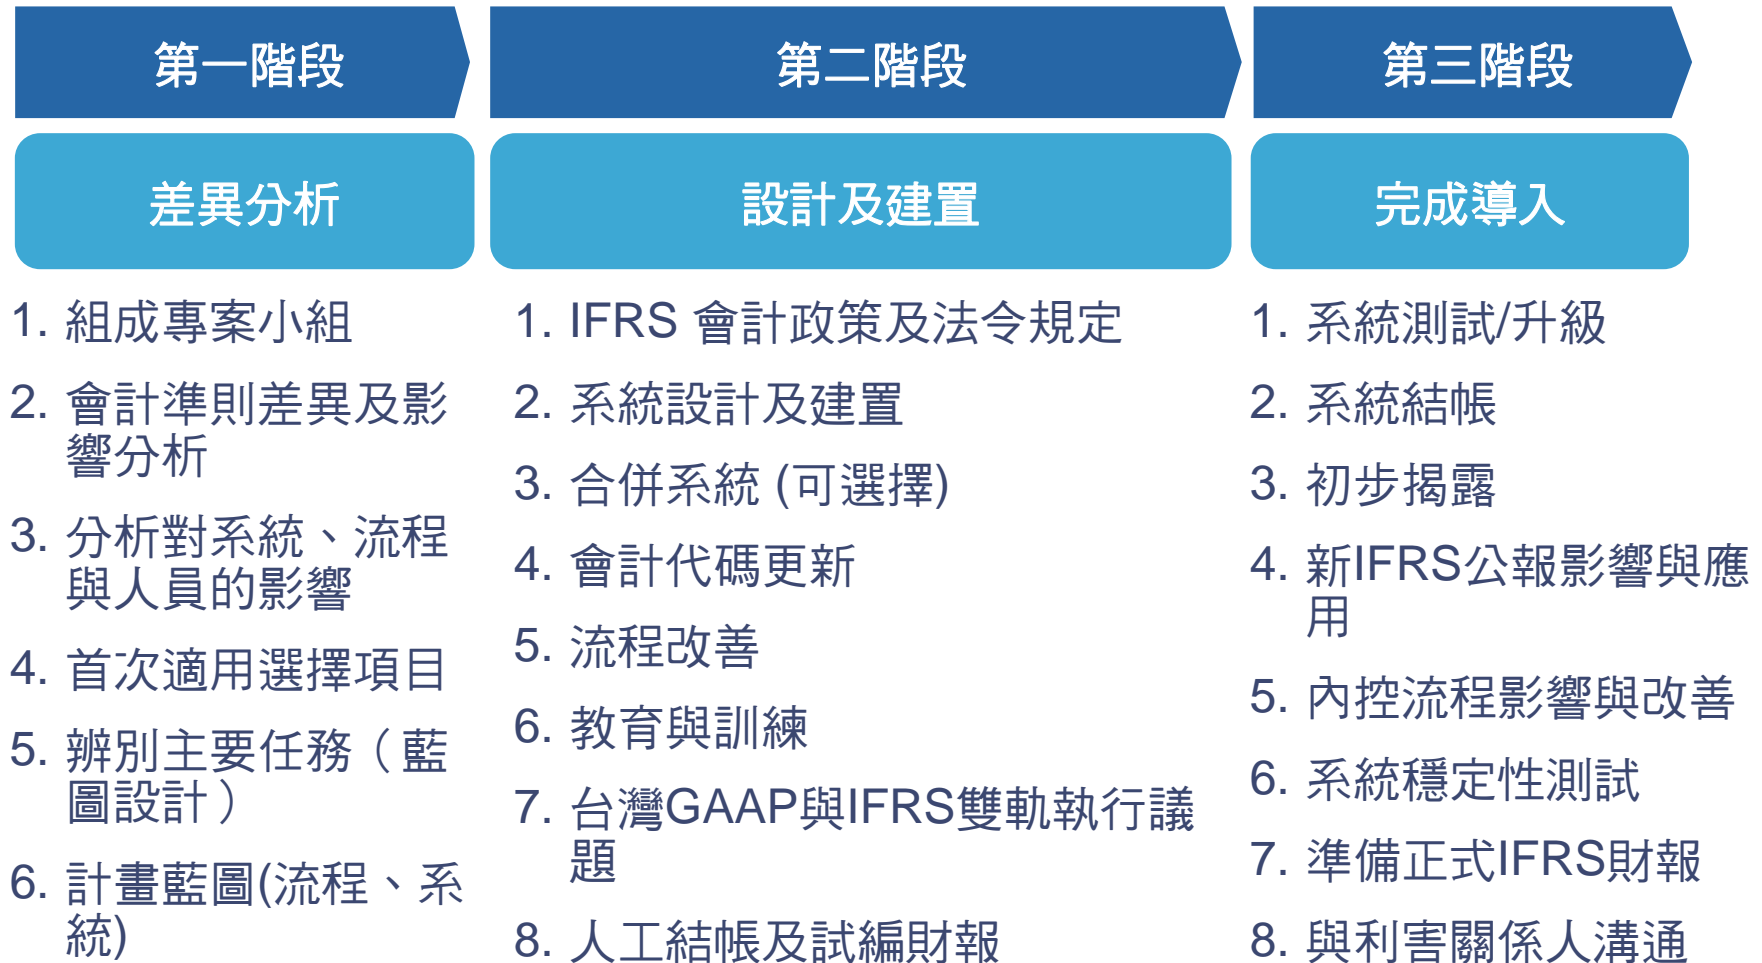 第一階段
差異分析
1. 組成專案小組
2. 會計準則差異及影
響分析
3. 分析對系統、流程
與人員的影響
4. 首次適用選擇項目
5. 辨別主要任務（藍
圖設計）
6. 計畫藍圖(流程、系
統)
第二階段
設計及建置
1. IFRS 會計政策及法令規定
2. 系統設計及建置
3. 合併系統 (可選擇)
4. 會計代碼更新
5. 流程改善
6. 教育與訓練
7. 台灣GAAP與IFRS雙軌執行議
題
8. 人工結帳及試編財報
第三階段
完成導入
1. 系統測試/升級
2. 系統結帳
3. 初步揭露
4. 新IFRS公報影響與應
用
5. 內控流程影響與改善
6. 系統穩定性測試
7. 準備正式IFRS財報
8. 與利害關係人溝通